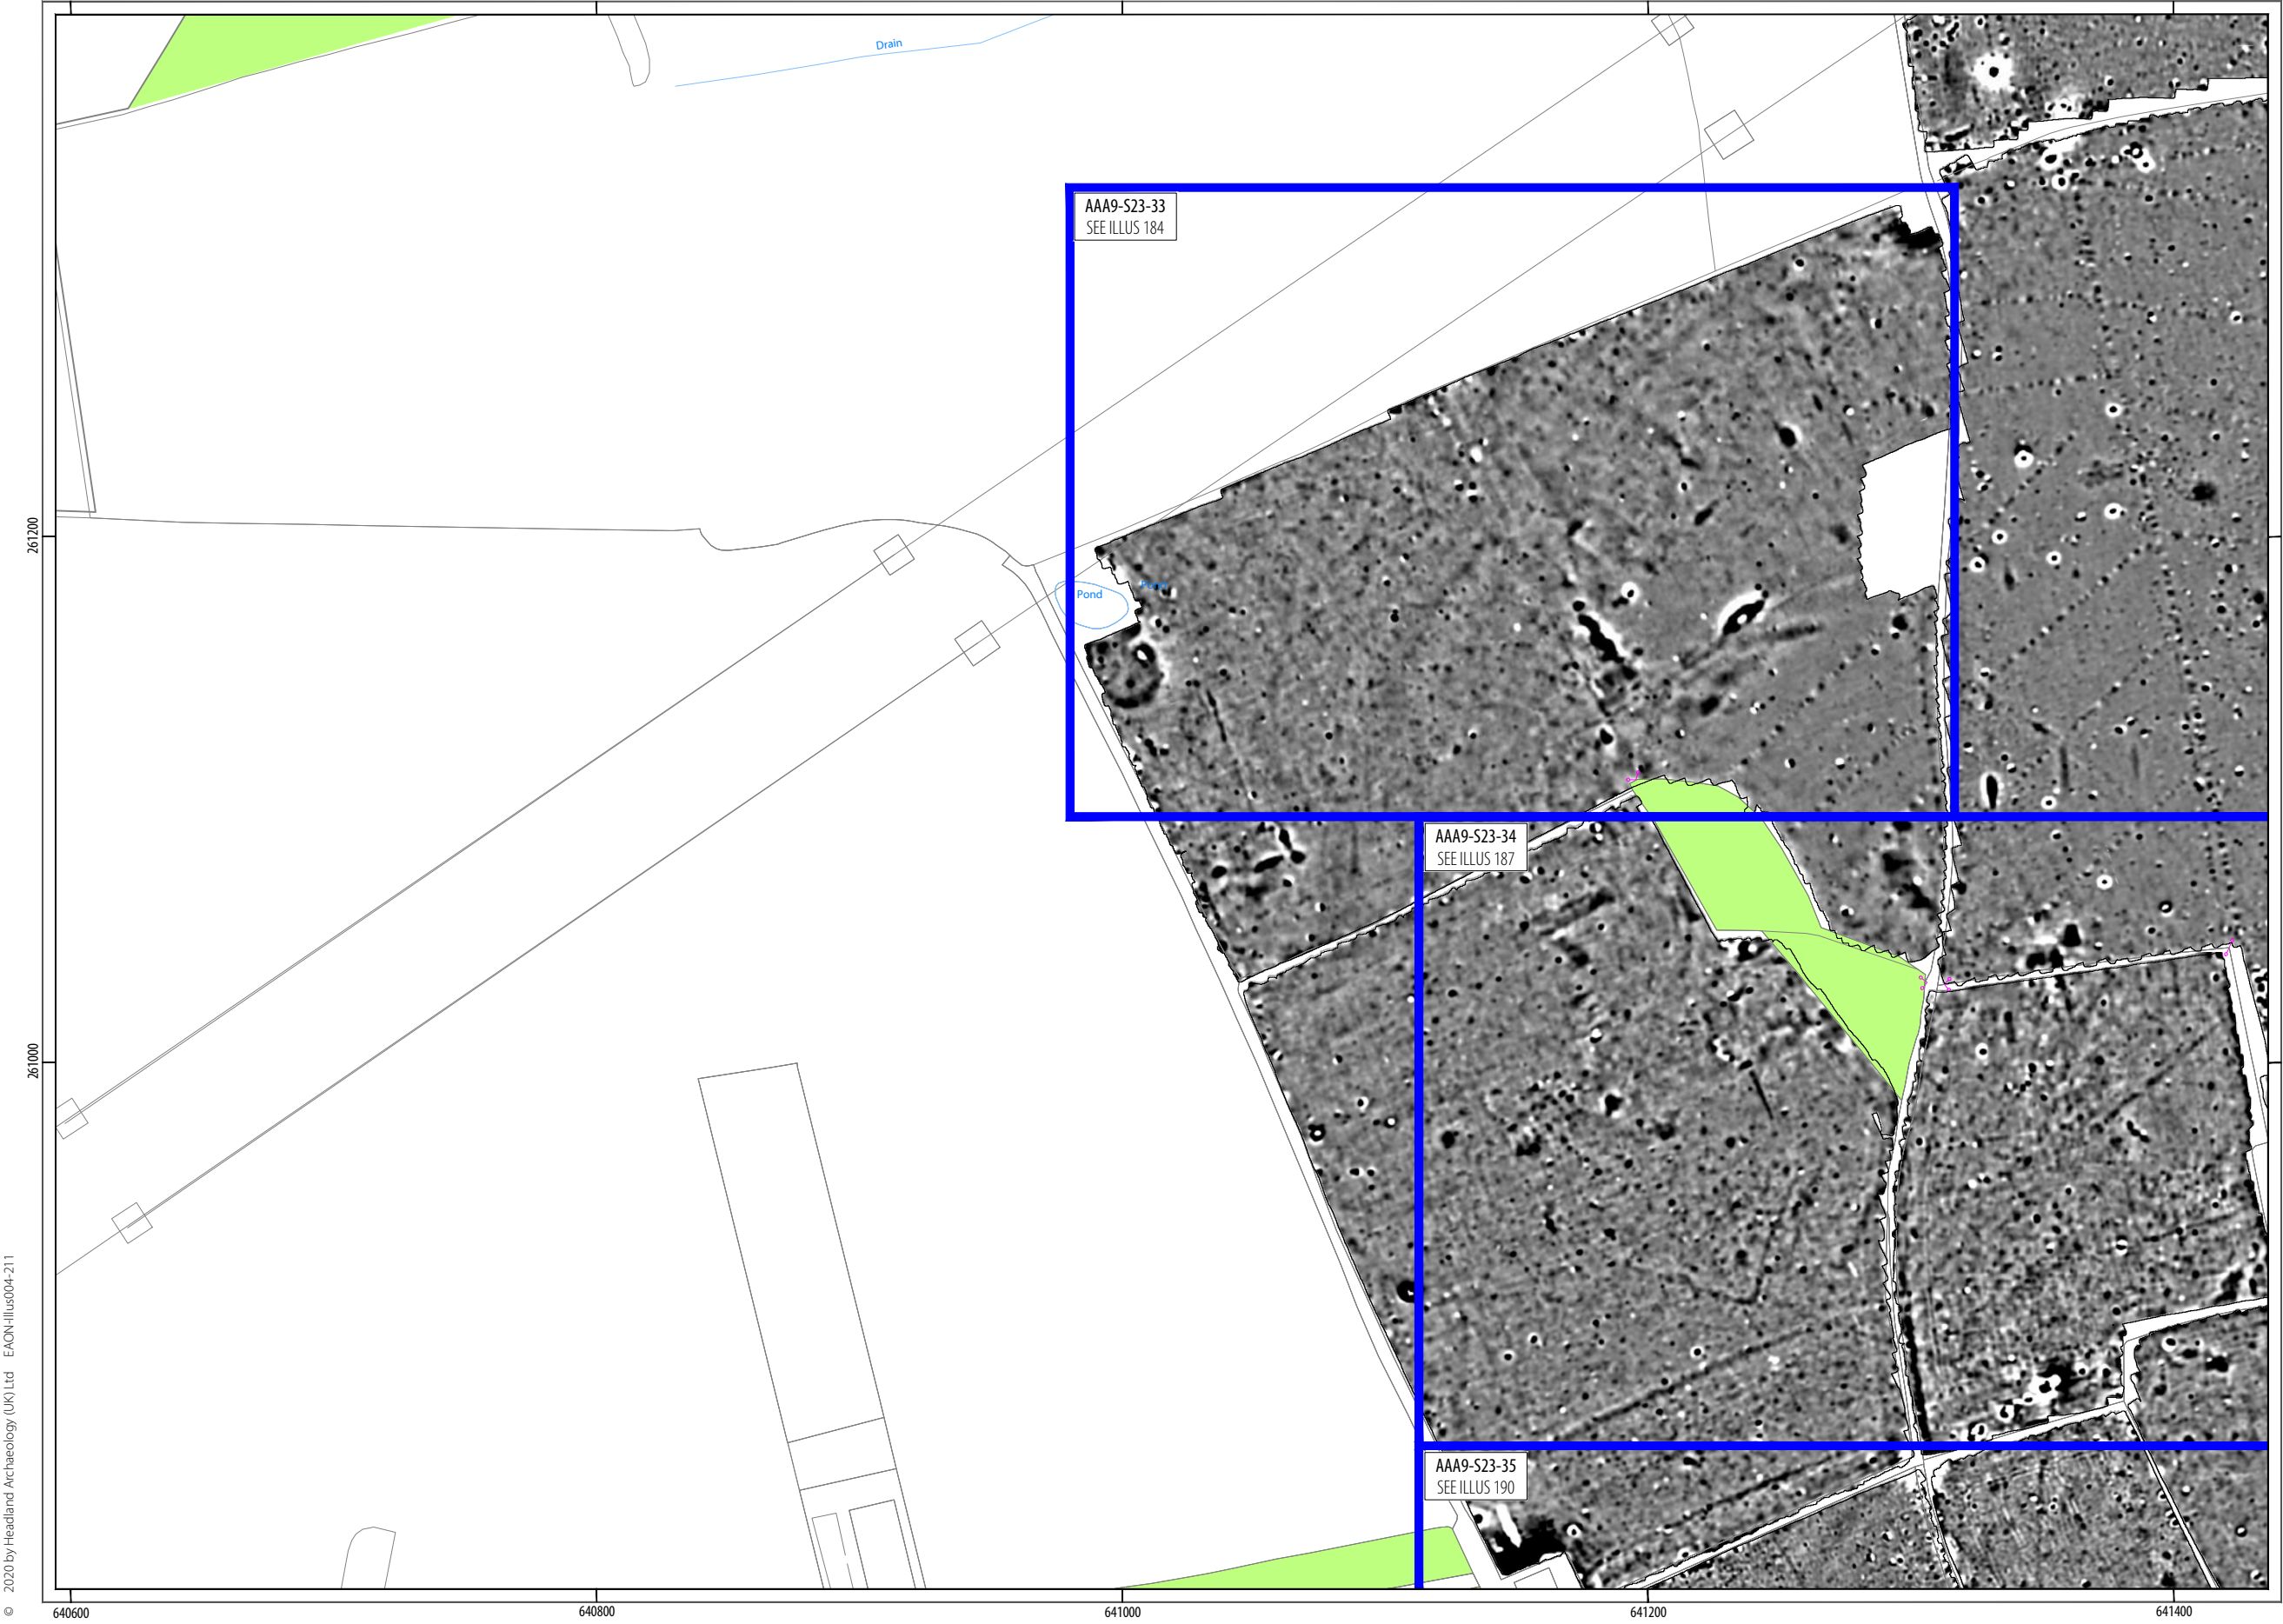 Drain
AAA9-S23-33
SEE ILLUS 184
261200
Pond
Pond
AAA9-S23-34
SEE ILLUS 187
261000
AAA9-S23-35
SEE ILLUS 190
© 2020 by Headland Archaeology (UK) Ltd EAON-Illus004-211
640600
640800
641000
641200
641400